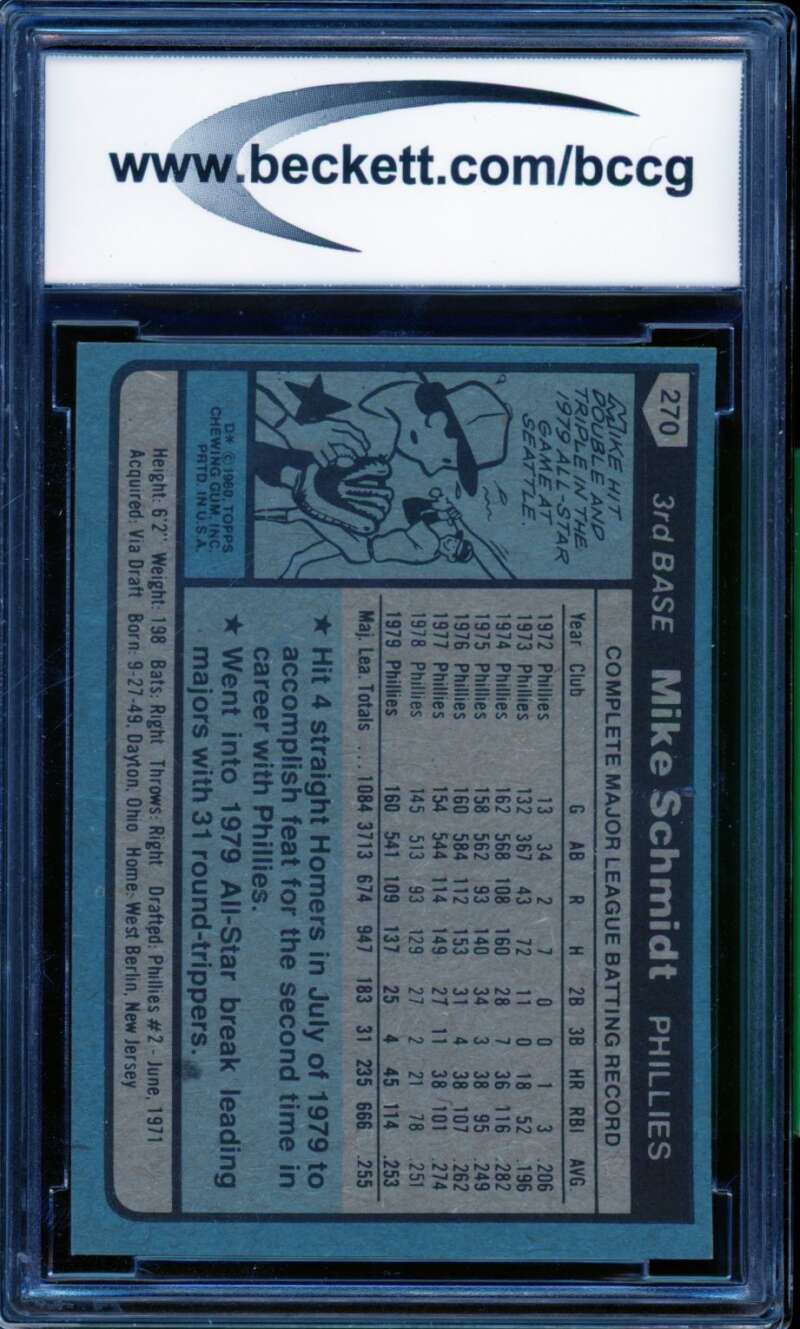 www.beckett.com/bccg
270 3rd BASE Mike Schmidt PHILLIES
MIKE HIT
DOUBLE AND
TRIPLE IN THE
1979 ALL-STAR
GAME AT
SEATTLE.
D* © 1980, TOPPS
CHEWING GUM, INC.
PRTD. IN U.S.A.
COMPLETE MAJOR LEAGUE BATTING RECORD
Year Club G AB R H 2B 3B HR RBI AVG.
1972 Phillies 13 34 2 7 0 0 1 3 .206
1973 Phillies 132 367 43 72 11 0 18 52 .196
1974 Phillies 162 568 108 160 28 7 36 116 .282
1975 Phillies 158 562 93 140 34 3 38 95 .249
1976 Phillies 160 584 112 153 31 4 38 107 .262
1977 Phillies 154 544 114 149 27 11 38 101 .274
1978 Phillies 145 513 93 129 27 2 21 78 .251
1979 Phillies 160 541 109 137 25 4 45 114 .253
Maj. Lea. Totals ... 1084 3713 674 947 183 31 235 666 .255
★ Hit 4 straight Homers in July of 1979 to
accomplish feat for the second time in
career with Phillies.
★ Went into 1979 All-Star break leading
majors with 31 round-trippers.
Height: 6'2" Weight: 198 Bats: Right Throws: Right Drafted: Phillies #2 - June, 1971
Acquired: Via Draft Born: 9-27-49, Dayton, Ohio Home: West Berlin, New Jersey